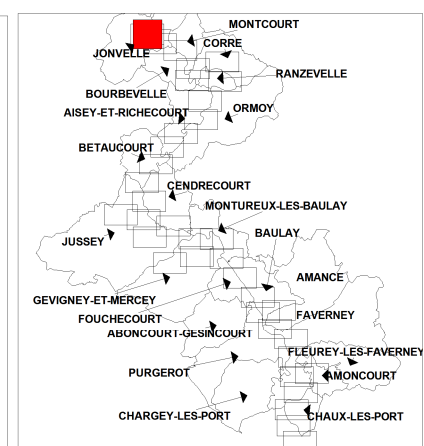 MONTCOURT
CORRE
JONVELLE
RANZEVELLE
BOURBEVELLE
ORMOY
AISEY-ET-RICHECOURT
BETAUCOURT
CENDRECOURT
MONTUREUX-LES-BAULAY
BAULAY
JUSSEY
AMANCE
GEVIGNEY-ET-MERCEY
FAVERNEY
FOUCHECOURT
ABONCOURT-GESINCOURT
FLEUREY-LES-FAVERNEY
PURGEROT
AMONCOURT
CHARGEY-LES-PORT
CHAUX-LES-PORT